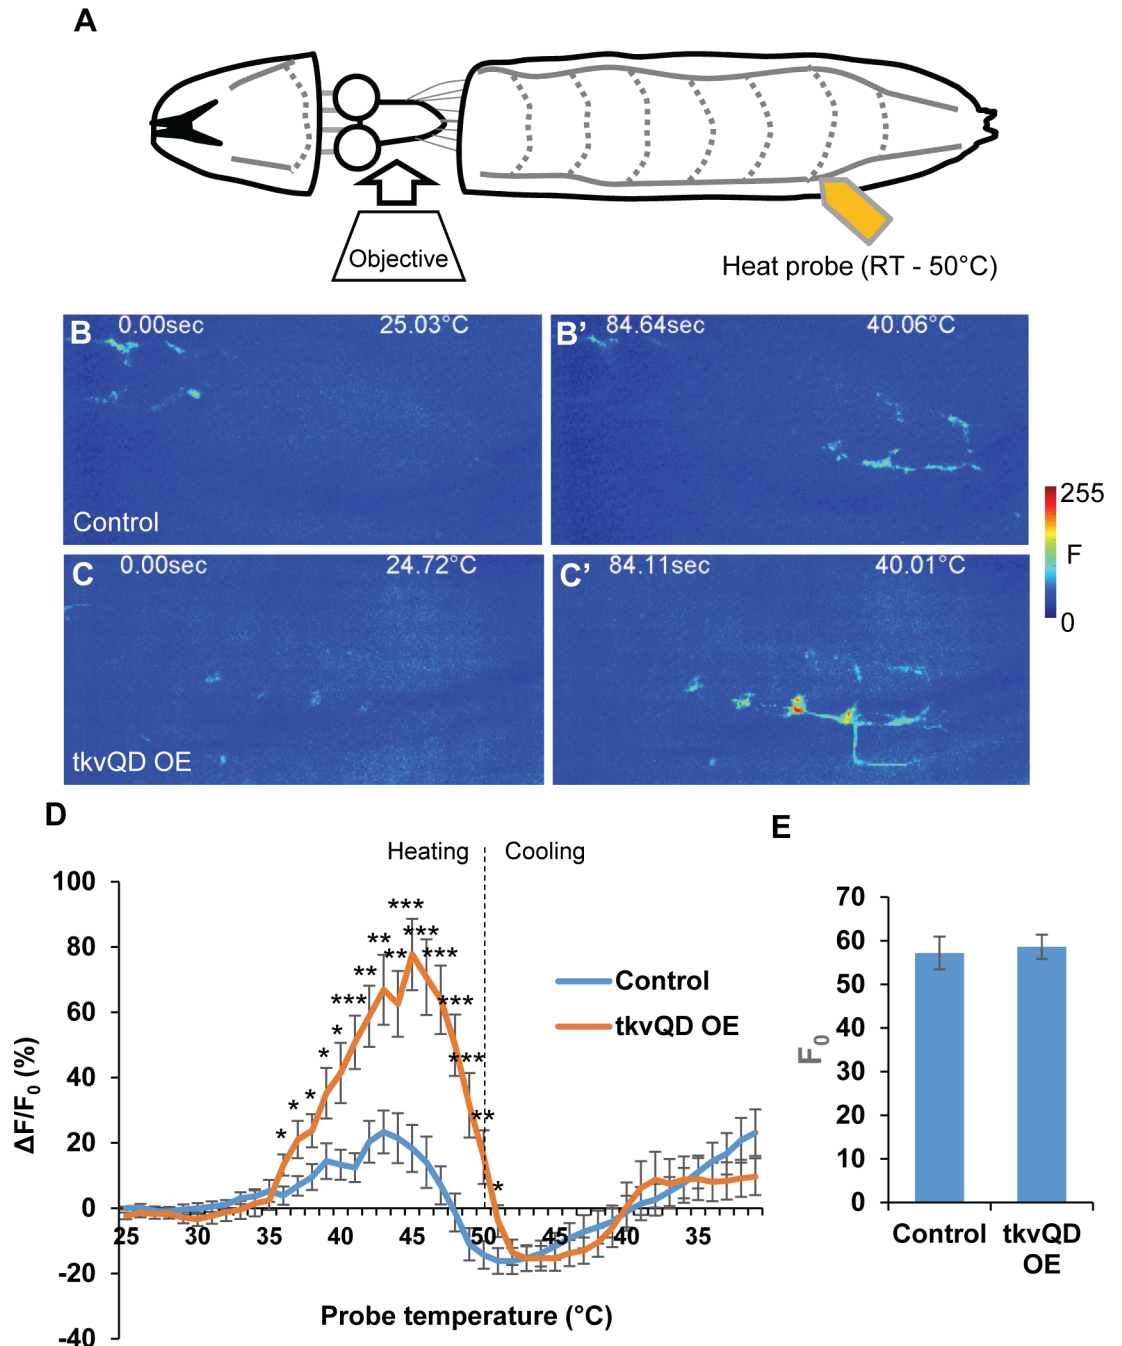 A
Objective
Heat probe (RT - 50°C)
B 0.00sec 25.03°C
Control
B’ 84.64sec 40.06°C
C 0.00sec 24.72°C
tkvQD OE
C’ 84.11sec 40.01°C
255
F
0
D
Heating Cooling
100
80
60
40
20
0
-20
-40
ΔF/F0 (%)
***
***
**
**
***
**
***
*
***
*
***
*
*
**
*
*
Control
tkvQD OE
25 30 35 40 45 50 45 40 35
Probe temperature (°C)
E
70
60
50
40
30
20
10
0
F0
Control tkvQD
OE